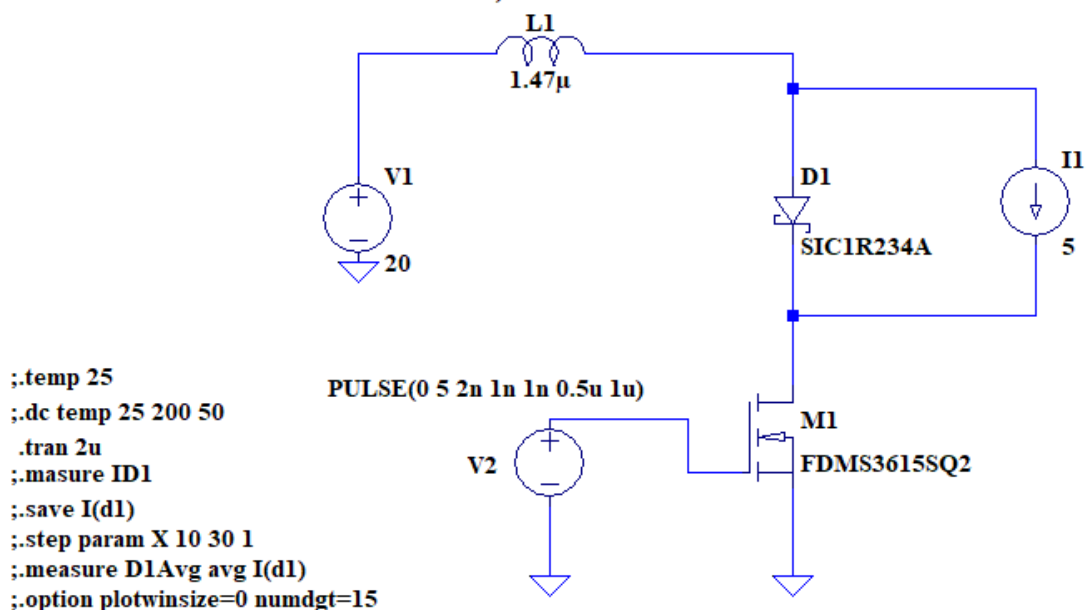 L1
1.47µ
V1
20
D1
SIC1R234A
I1
5
;.temp 25
;.dc temp 25 200 50
.tran 2u
;.masure ID1
;.save I(d1)
;.step param X 10 30 1
;.measure D1Avg avg I(d1)
;.option plotwinsize=0 numdgt=15
PULSE(0 5 2n 1n 1n 0.5u 1u)
V2
M1
FDMS3615SQ2